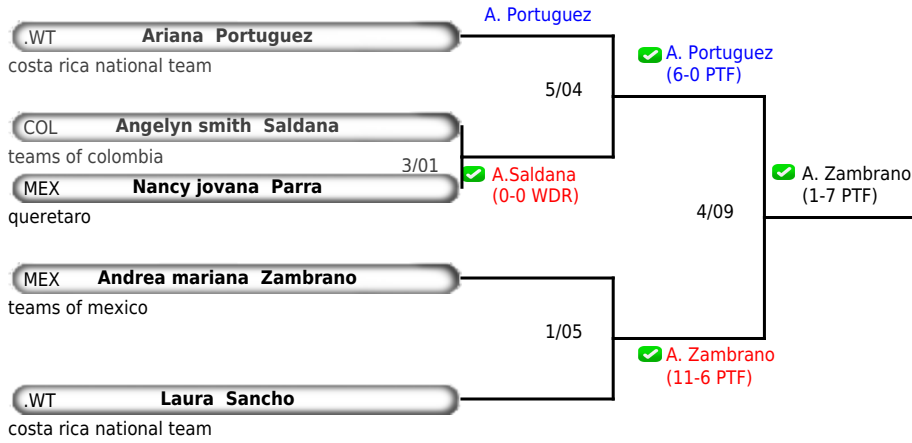 A. Portuguez
.WT Ariana Portuguez
costa rica national team
A. Portuguez
(6-0 PTF)
5/04
COL Angelyn smith Saldana
teams of colombia
3/01
A.Saldana
(0-0 WDR)
MEX Nancy jovana Parra
queretaro
A. Zambrano
(1-7 PTF)
4/09
MEX Andrea mariana Zambrano
teams of mexico
1/05
A. Zambrano
(11-6 PTF)
.WT Laura Sancho
costa rica national team